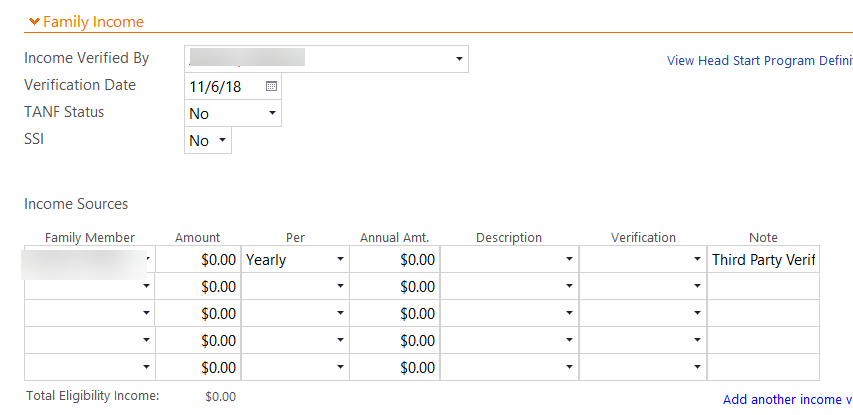 Family Income
Income Verified By
View Head Start Program Defini
Verification Date 11/6/18
TANF Status No
SSI No
Income Sources
Family Member Amount Per Annual Amt. Description Verification Note
$0.00 Yearly $0.00 Third Party Verif
$0.00 $0.00
$0.00 $0.00
$0.00 $0.00
$0.00 $0.00
Total Eligibility Income: $0.00
Add another income v